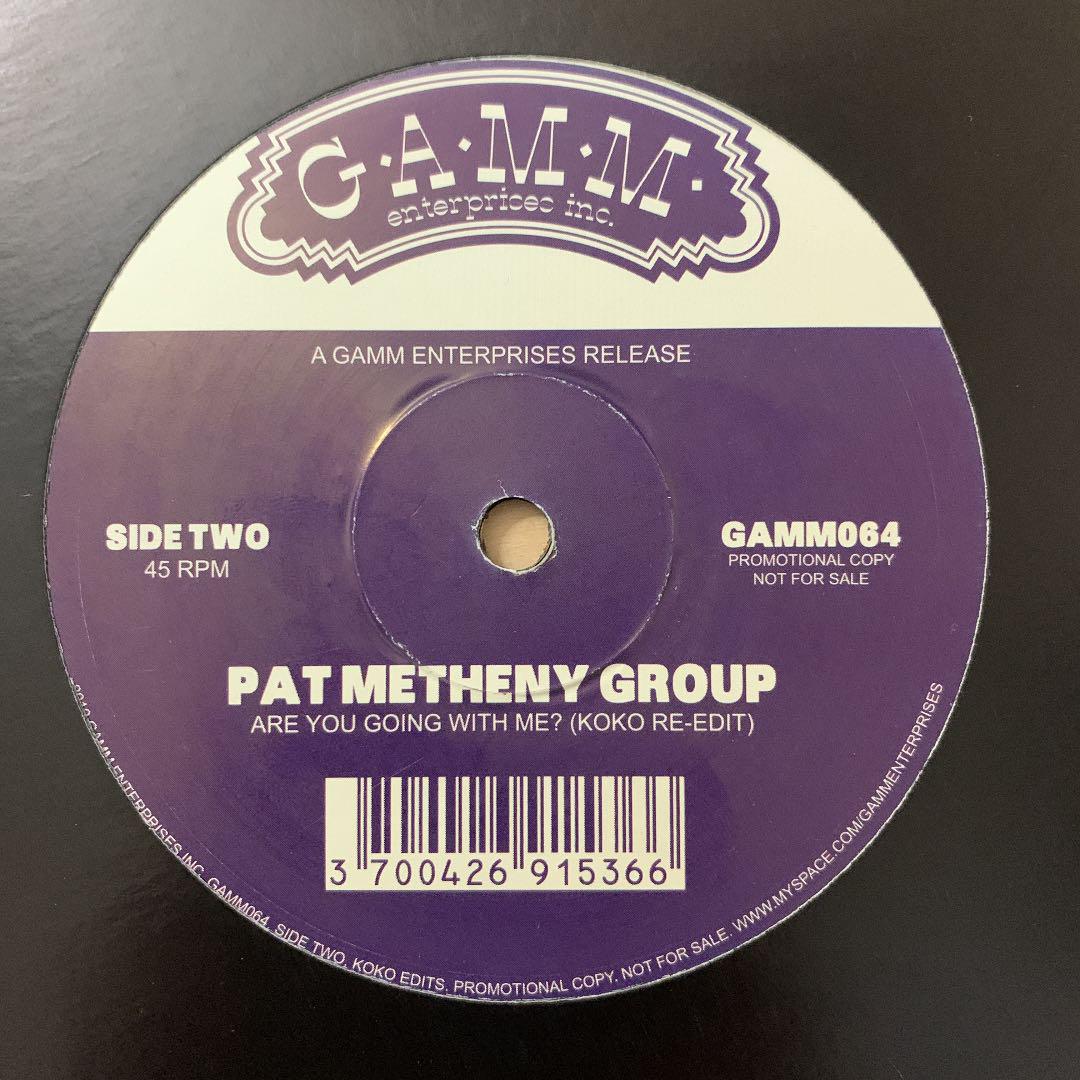 G·A·M·M·
enterprises inc.
A GAMM ENTERPRISES RELEASE
SIDE TWO
45 RPM
GAMM064
PROMOTIONAL COPY
NOT FOR SALE
PAT METHENY GROUP
ARE YOU GOING WITH ME? (KOKO RE-EDIT)
3 700426 915366
GAMM ENTERPRISES INC. GAMM064. SIDE TWO. KOKO EDITS. PROMOTIONAL COPY. NOT FOR SALE. WWW.MYSPACE.COM/GAMMENTERPRISES